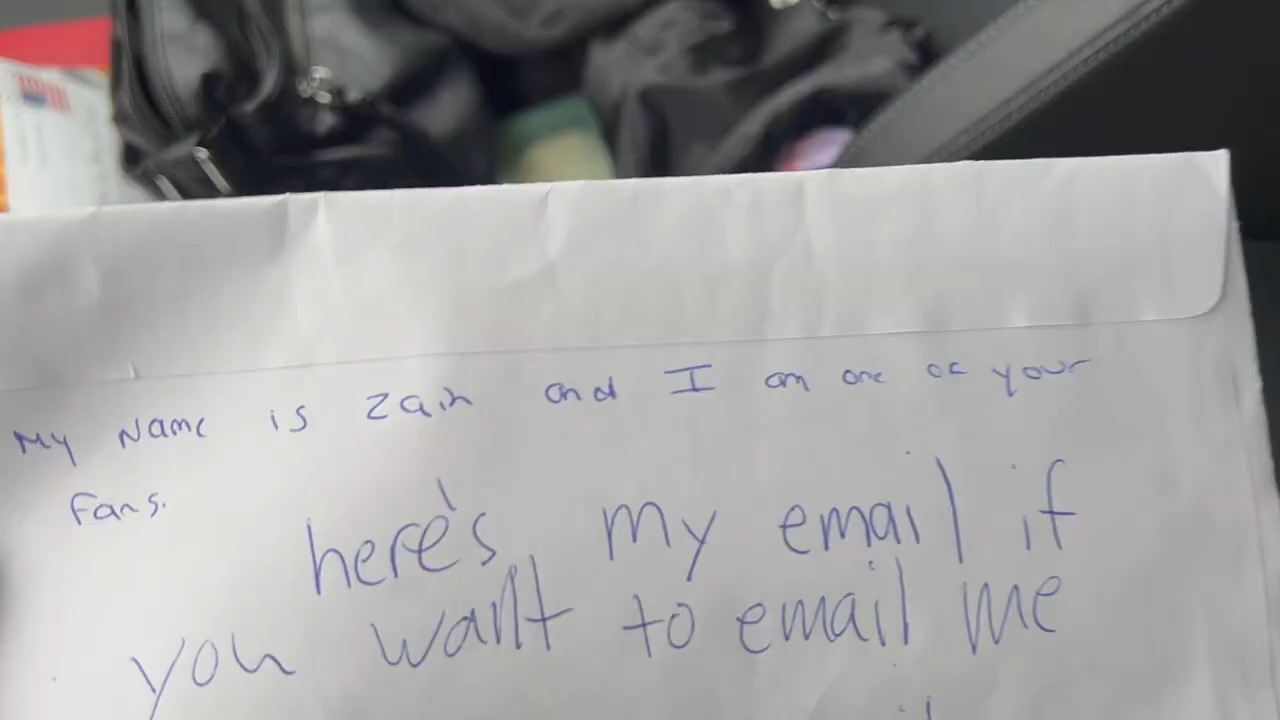 My Name is Zain and I am one of your
Fans.
here's my email if
you want to email me